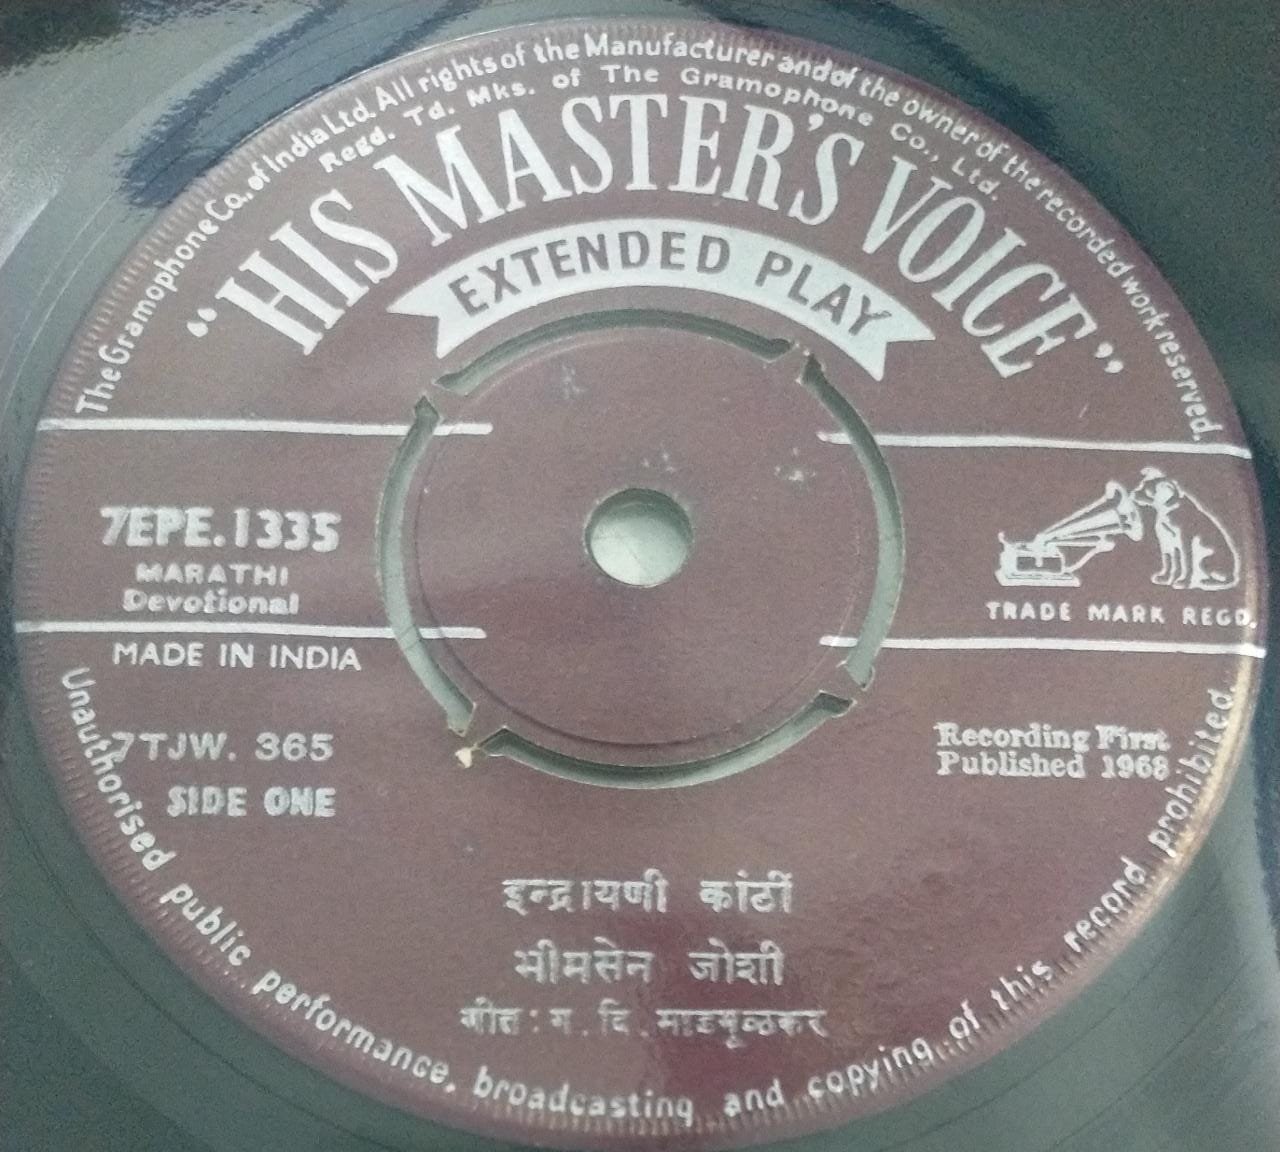 The Gramophone Co., of India Ltd. All rights of the Manufacturer and of the owner of the recorded work reserved.
Regd. Td. Mks. of The Gramophone Co., Ltd.
"HIS MASTER'S VOICE"
EXTENDED PLAY
7EPE.1335
MARATHI
Devotional
TRADE MARK REGD.
MADE IN INDIA
7TJW. 365
SIDE ONE
Recording First
Published 1968
इन्द्रायणी कांठीं
भीमसेन जोशी
गीत : ग. दि. माडगूळकर
Unauthorised public performance, broadcasting and copying of this record prohibited.